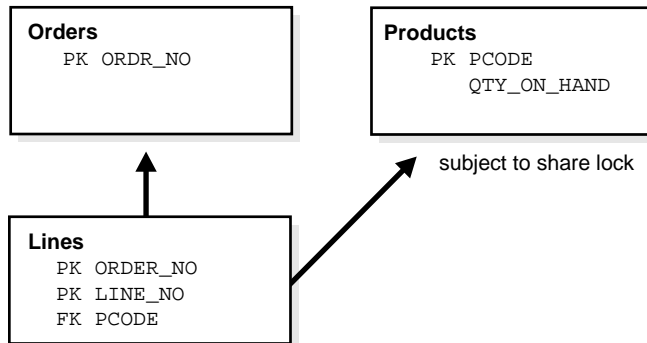 Orders
PK ORDR_NO
Products
PK PCODE
QTY_ON_HAND
subject to share lock
Lines
PK ORDER_NO
PK LINE_NO
FK PCODE